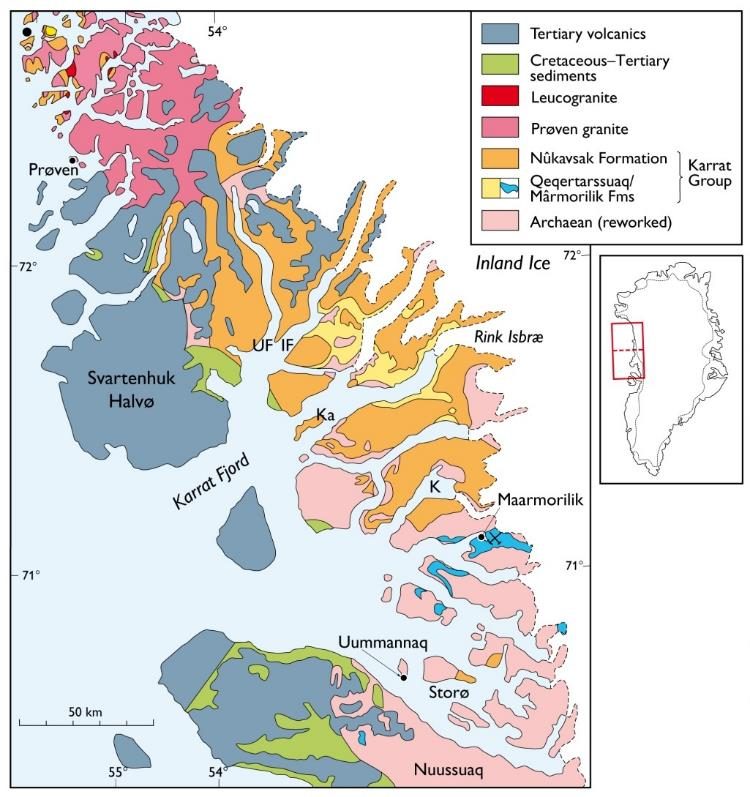 54°
Tertiary volcanics
Cretaceous–Tertiary
sediments
Leucogranite
Prøven granite
Nûkavsak Formation
Qeqertarssuaq/
Mârmorilik Fms
Karrat
Group
Archaean (reworked)
Prøven
72°
72°
Inland Ice
UF
IF
Rink Isbræ
Svartenhuk
Halvø
Ka
Karrat Fjord
K
Maarmorilik
71°
71°
Uummannaq
Storø
50 km
Nuussuaq
55°
54°